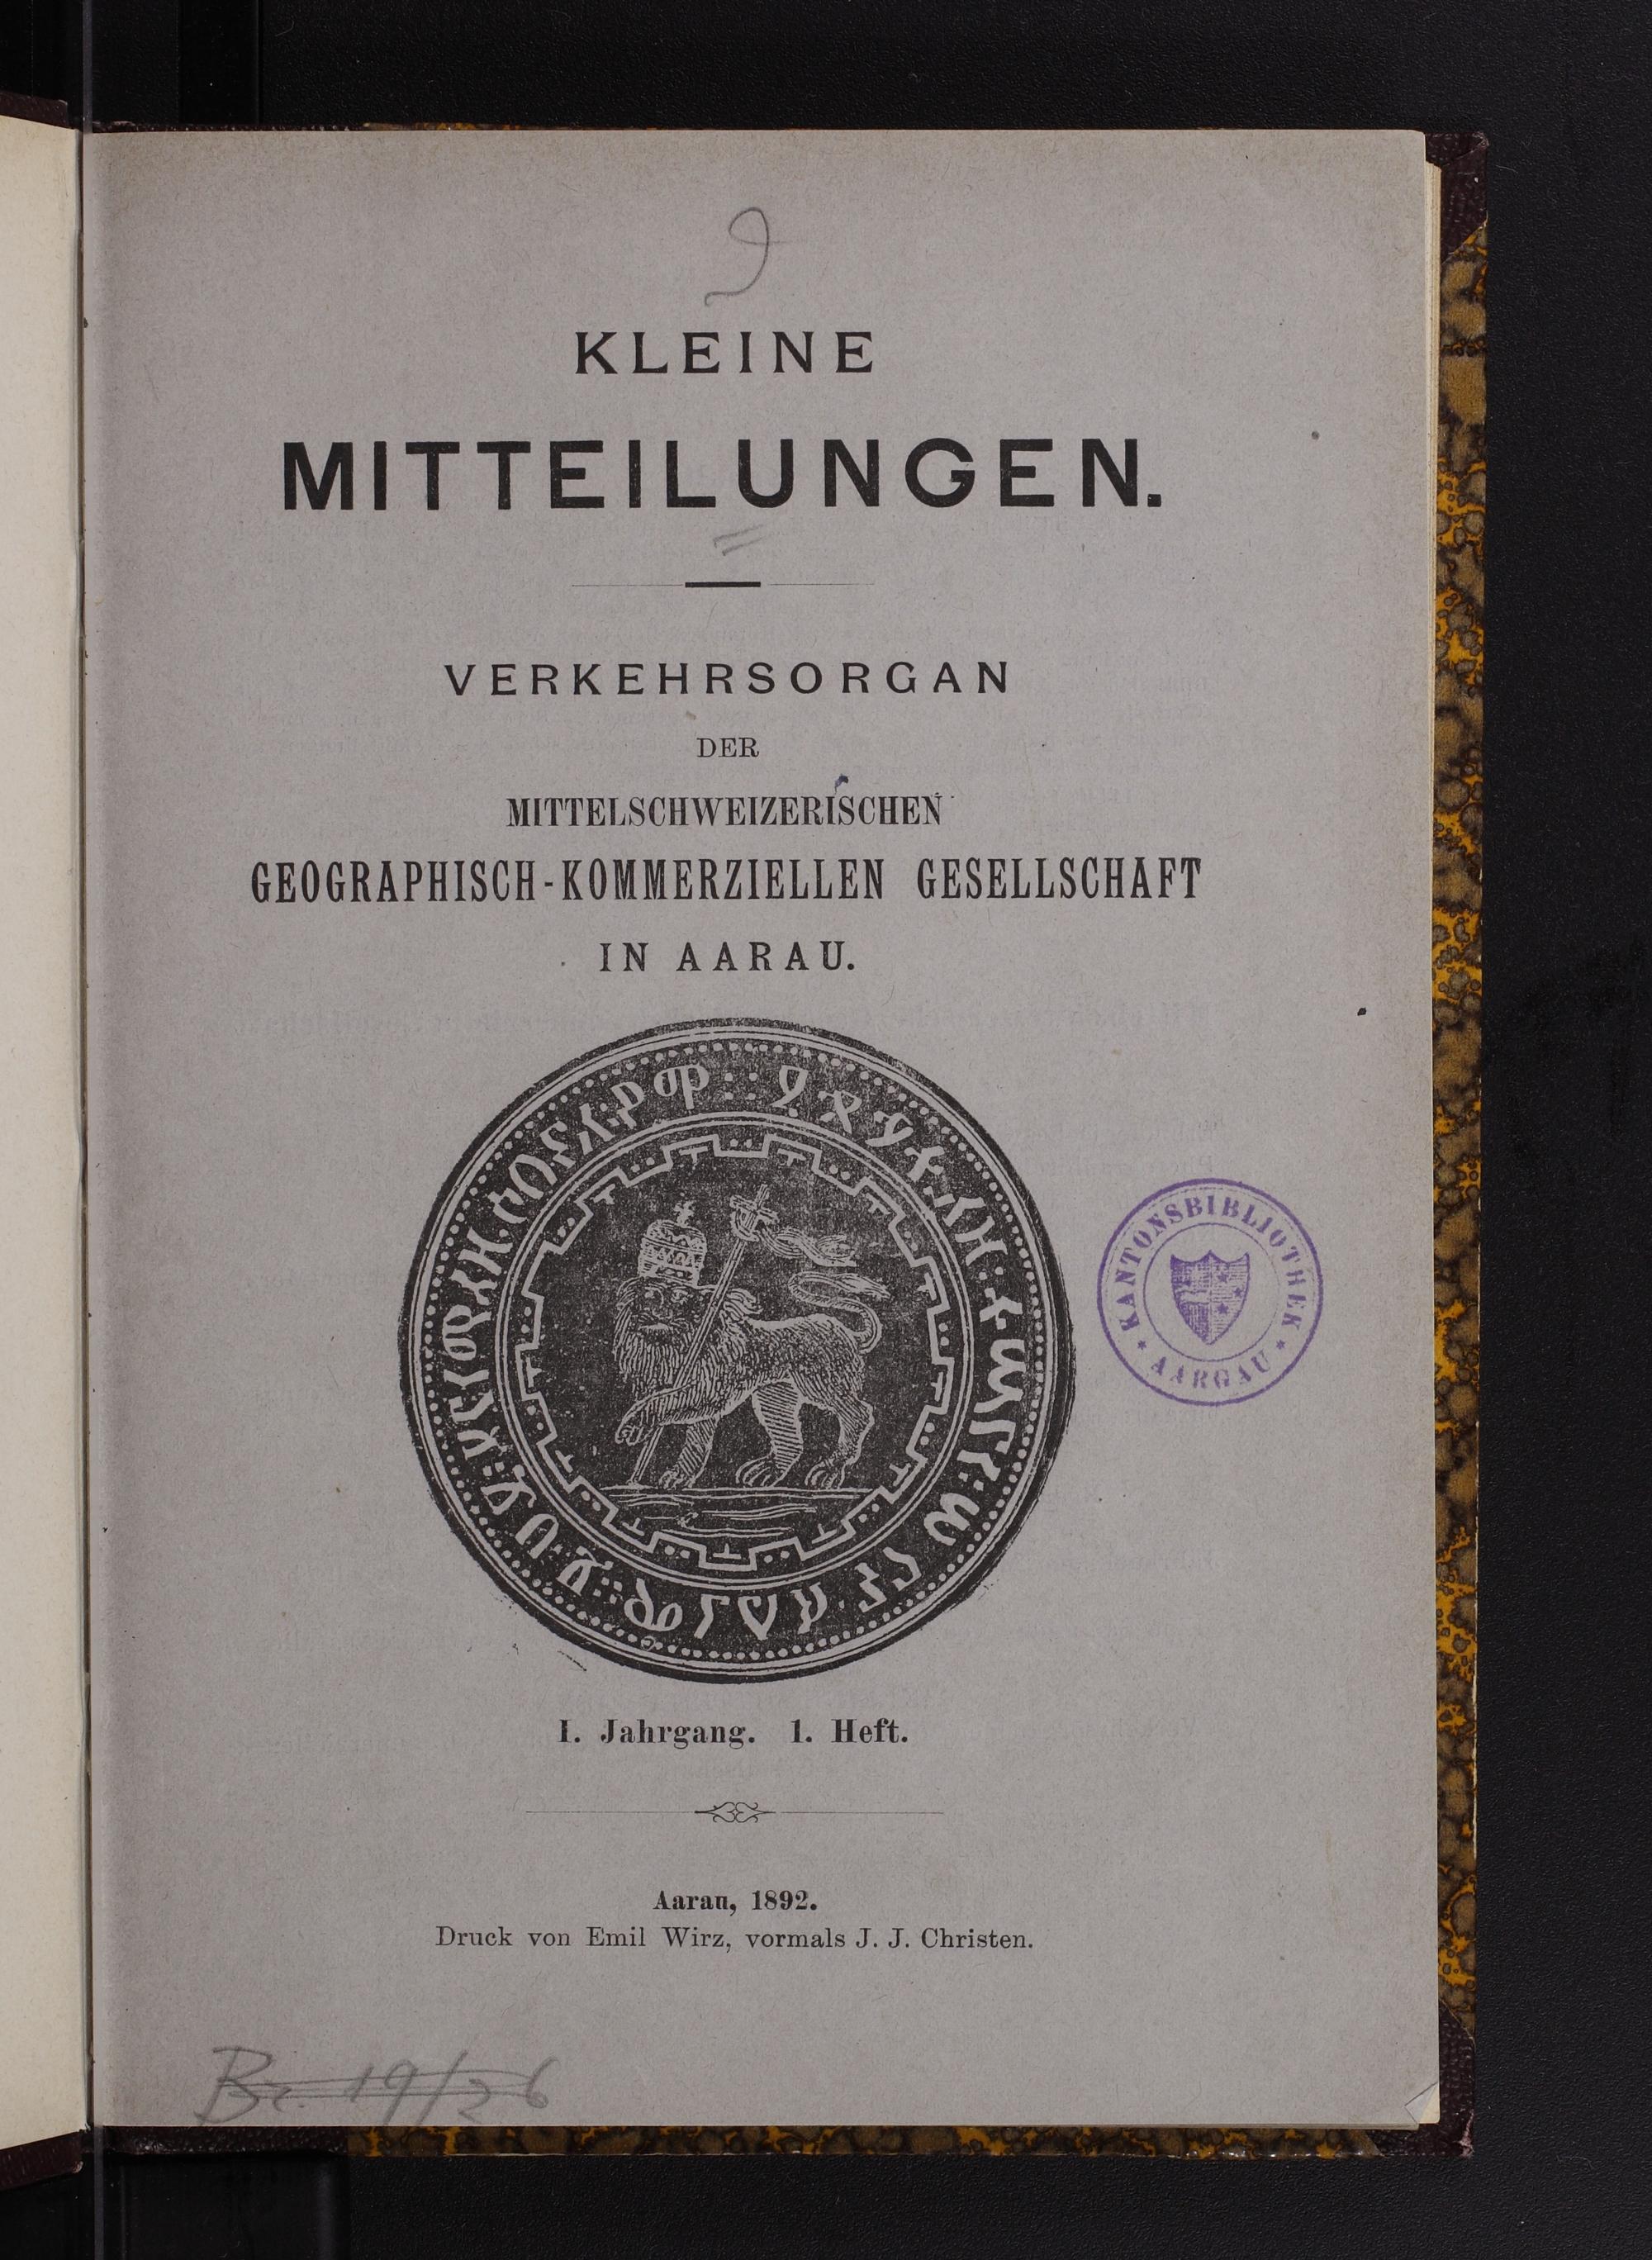 KLEINE
MITTEILUNGEN.
VERKEHRSORGAN
DER
MITTELSCHWEIZERISCHEN
GEOGRAPHISCH-KOMMERZIELLEN GESELLSCHAFT
IN AARAU.
KANTONSBIBLIOTHEK
* AARGAU *
I. Jahrgang. 1. Heft.
Aarau, 1892.
Druck von Emil Wirz, vormals J. J. Christen.